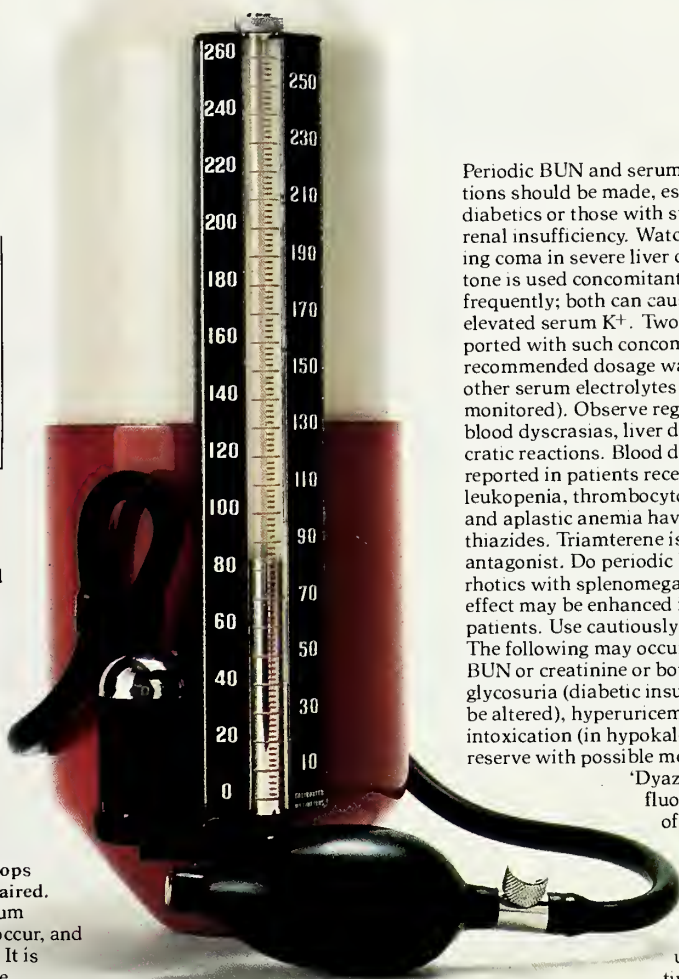 260
240
220
200
180
160
140
120
100
80
60
40
20
0
250
230
210
190
170
150
130
110
90
70
50
30
10
ops
aired.
um
occur, and
It is
Periodic BUN and serum
tions should be made, es
diabetics or those with s
renal insufficiency. Watc
ing coma in severe liver
tone is used concomitant
frequently; both can cau
elevated serum K+. Two
ported with such concom
recommended dosage wa
other serum electrolytes
monitored). Observe reg
blood dyscrasias, liver d
cratic reactions. Blood d
reported in patients rece
leukopenia, thrombocyto
and aplastic anemia hav
thiazides. Triamterene is
antagonist. Do periodic
rhotics with splenomega
effect may be enhanced
patients. Use cautiously
The following may occu
BUN or creatinine or bo
glycosuria (diabetic insu
be altered), hyperuricem
intoxication (in hypokal
reserve with possible me
'Dyaz
fluo
of